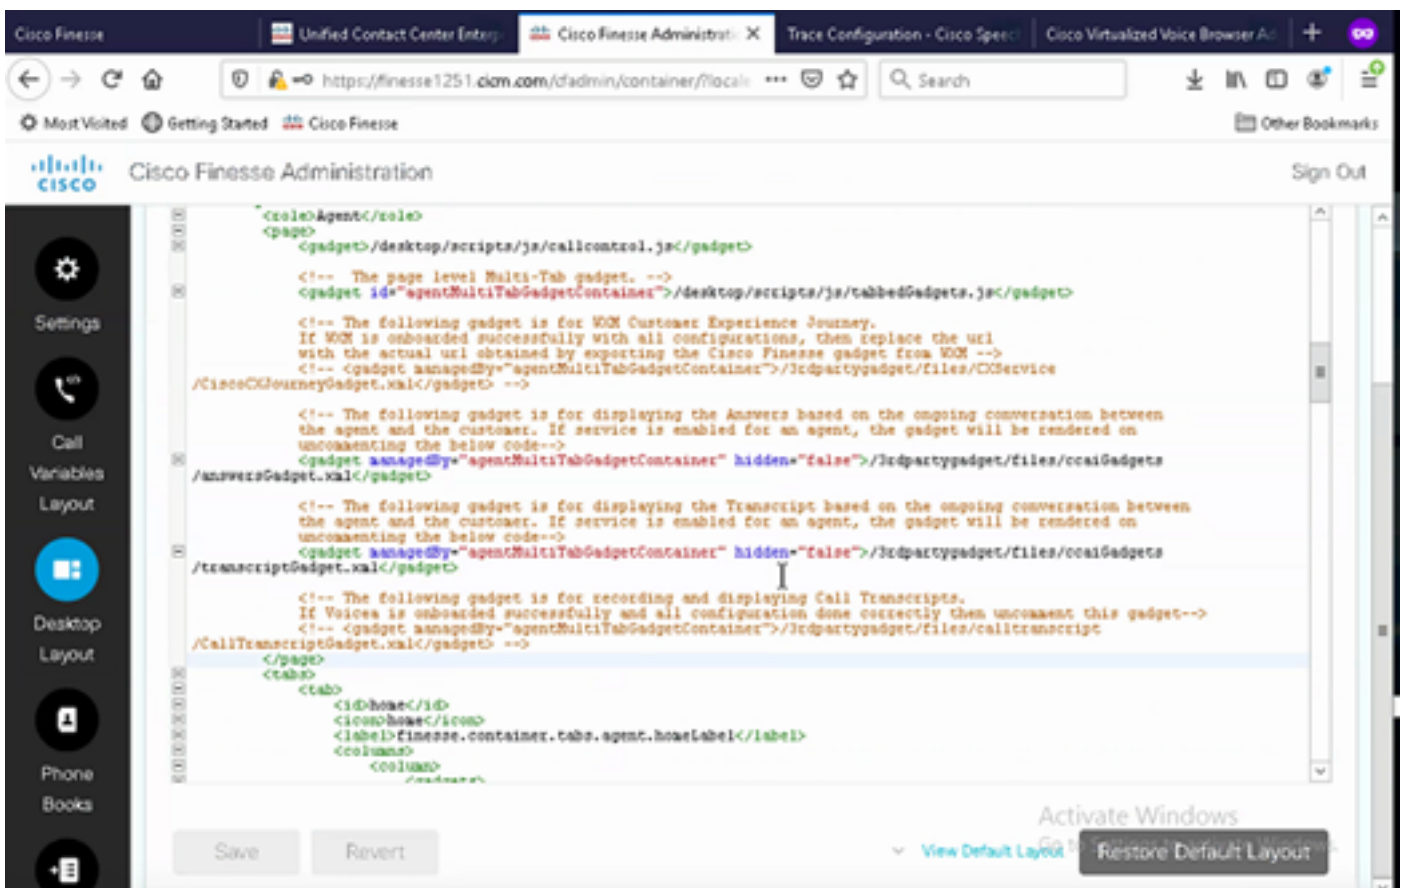 Cisco Finesse
Unified Contact Center Enterp
Cisco Finesse Administrati
Trace Configuration - Cisco Speec
Cisco Virtualized Voice Browser Ad
https://finesse1251.cicm.com/cfadmin/container/?locale
Search
Most Visited
Getting Started
Cisco Finesse
Other Bookmarks
CISCO
Cisco Finesse Administration
Sign Out
Settings
Call
Variables
Layout
Desktop
Layout
Phone
Books
<role>Agent</role>
<page>
<gadget>/desktop/scripts/js/callcontrol.js</gadget>
<!-- The page level Multi-Tab gadget. -->
<gadget id="agentMultiTabGadgetContainer">/desktop/scripts/js/tabbedGadgets.js</gadget>
<!-- The following gadget is for WXM Customer Experience Journey.
If WXM is onboarded successfully with all configurations, then replace the url
with the actual url obtained by exporting the Cisco Finesse gadget from WXM -->
<!-- <gadget managedBy="agentMultiTabGadgetContainer">/3rdpartygadget/files/CXService
/CiscoCXJourneyGadget.xml</gadget> -->
<!-- The following gadget is for displaying the Answers based on the ongoing conversation between
the agent and the customer. If service is enabled for an agent, the gadget will be rendered on
uncommenting the below code-->
<gadget managedBy="agentMultiTabGadgetContainer" hidden="false">/3rdpartygadget/files/ccaiGadgets
/answersGadget.xml</gadget>
<!-- The following gadget is for displaying the Transcript based on the ongoing conversation between
the agent and the customer. If service is enabled for an agent, the gadget will be rendered on
uncommenting the below code-->
<gadget managedBy="agentMultiTabGadgetContainer" hidden="false">/3rdpartygadget/files/ccaiGadgets
/transcriptGadget.xml</gadget>
<!-- The following gadget is for recording and displaying Call Transcripts.
If Voicea is onboarded successfully and all configuration done correctly then uncomment this gadget-->
<!-- <gadget managedBy="agentMultiTabGadgetContainer">/3rdpartygadget/files/calltranscript
/CallTranscriptGadget.xml</gadget> -->
</page>
<tabs>
<tab>
<id>home</id>
<icon>home</icon>
<label>finesse.container.tabs.agent.homeLabel</label>
<columns>
<column>
<gadgets>
Save
Revert
Activate Windows
View Default Layout
Restore Default Layout